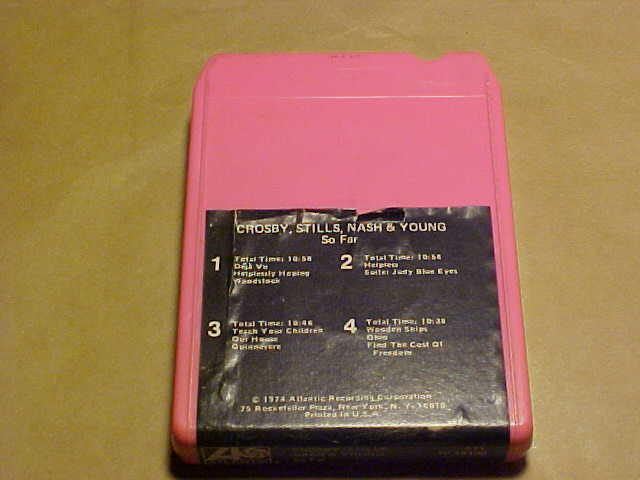 CROSBY, STILLS, NASH & YOUNG
So Far
1
Total Time: 10:58
Déjà Vu
Helplessly Hoping
Woodstock
2
Total Time: 10:58
Helpless
Suite: Judy Blue Eyes
3
Total Time: 10:46
Teach Your Children
Our House
Guinnevere
4
Total Time: 10:38
Wooden Ships
Ohio
Find The Cost Of
Freedom
© 1974 Atlantic Recording Corporation
75 Rockefeller Plaza, New York, N. Y. 10019
Printed in U.S.A.